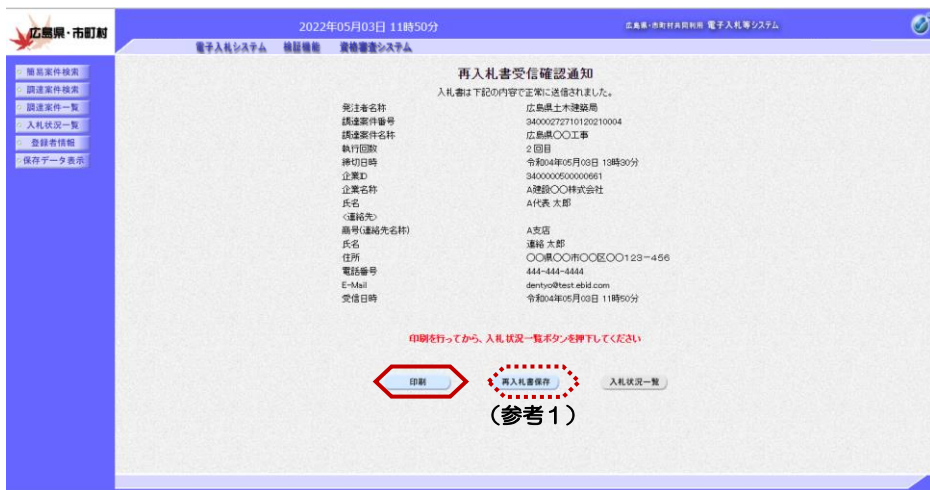 広島県・市町村
2022年05月03日 11時50分
広島県・市町村共同利用 電子入札等システム
電子入札システム 検証機能 資格審査システム
簡易案件検索
調達案件検索
調達案件一覧
入札状況一覧
登録者情報
保存データ表示
再入札書受信確認通知
入札書は下記の内容で正常に送信されました。
発注者名称 広島県土木建築局
調達案件番号 34000272710120210004
調達案件名称 広島県〇〇工事
執行回数 2回目
締切日時 令和04年05月03日 13時30分
企業ID 3400000500000661
企業名称 A建設〇〇株式会社
氏名 A代表 太郎
<連絡先>
商号(連絡先名称) A支店
氏名 連絡 太郎
住所 〇〇県〇〇市〇〇区〇〇123-456
電話番号 444-444-4444
E-Mail dentyo@test.ebid.com
受信日時 令和04年05月03日 11時50分
印刷を行ってから、入札状況一覧ボタンを押下してください
印刷 再入札書保存 入札状況一覧
(参考1)